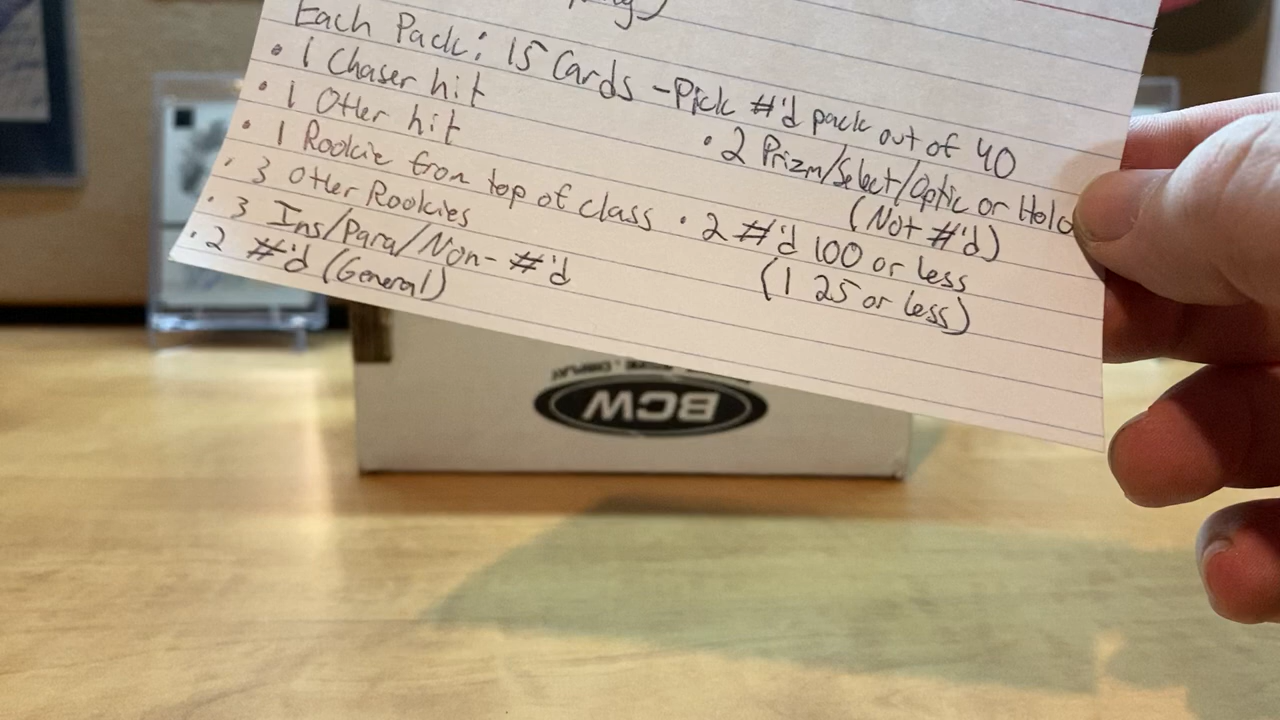 Each Pack: 15 Cards - Pick #'d pack out of 40
• 1 Chaser hit
• 1 Other hit
• 1 Rookie from top of class
• 3 Other Rookies
• 3 Ins/Para/Non-#'d
• 2 #'d (General)
• 2 Prizm/Select/Optic or Holo
(Not #'d)
• 2 #'d 100 or less
(1 25 or less)
BCW